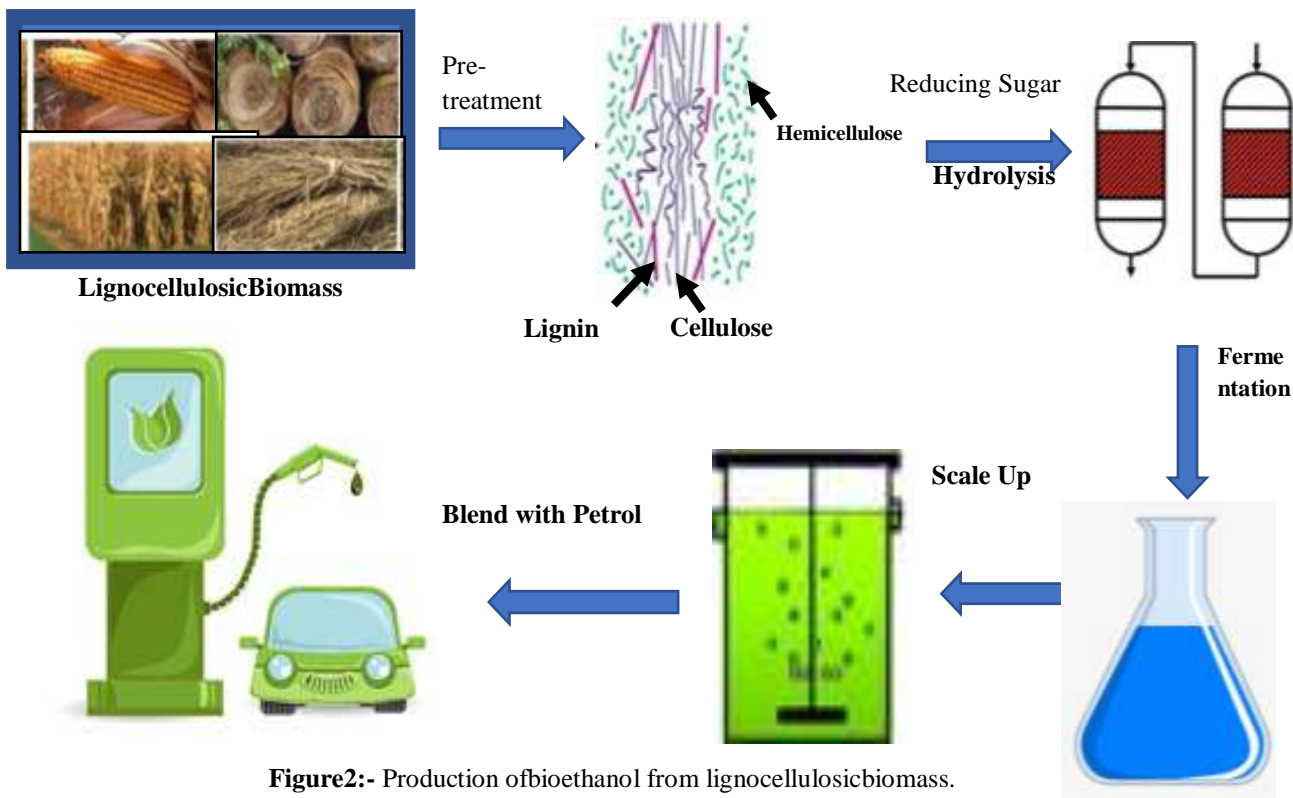 Pre-
treatment
Hemicellulose
Reducing Sugar
Hydrolysis
LignocellulosicBiomass
Lignin
Cellulose
Ferme
ntation
Scale Up
Blend with Petrol
Figure2:- Production ofbioethanol from lignocellulosicbiomass.